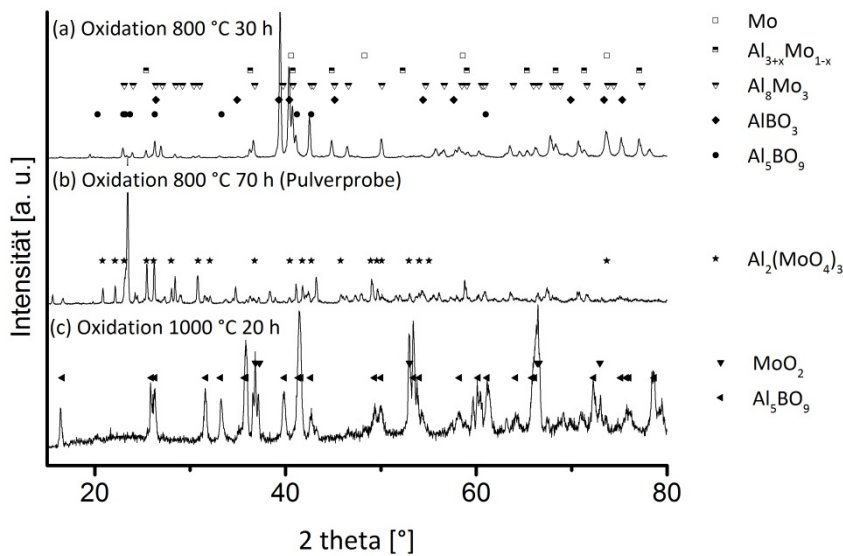 (a) Oxidation 800 °C 30 h
Mo
Al₃₊ₓMo₁₋ₓ
Al₈Mo₃
AlBO₃
Al₅BO₉
(b) Oxidation 800 °C 70 h (Pulverprobe)
Al₂(MoO₄)₃
(c) Oxidation 1000 °C 20 h
MoO₂
Al₅BO₉
Intensität [a. u.]
20 40 60 80
2 theta [°]